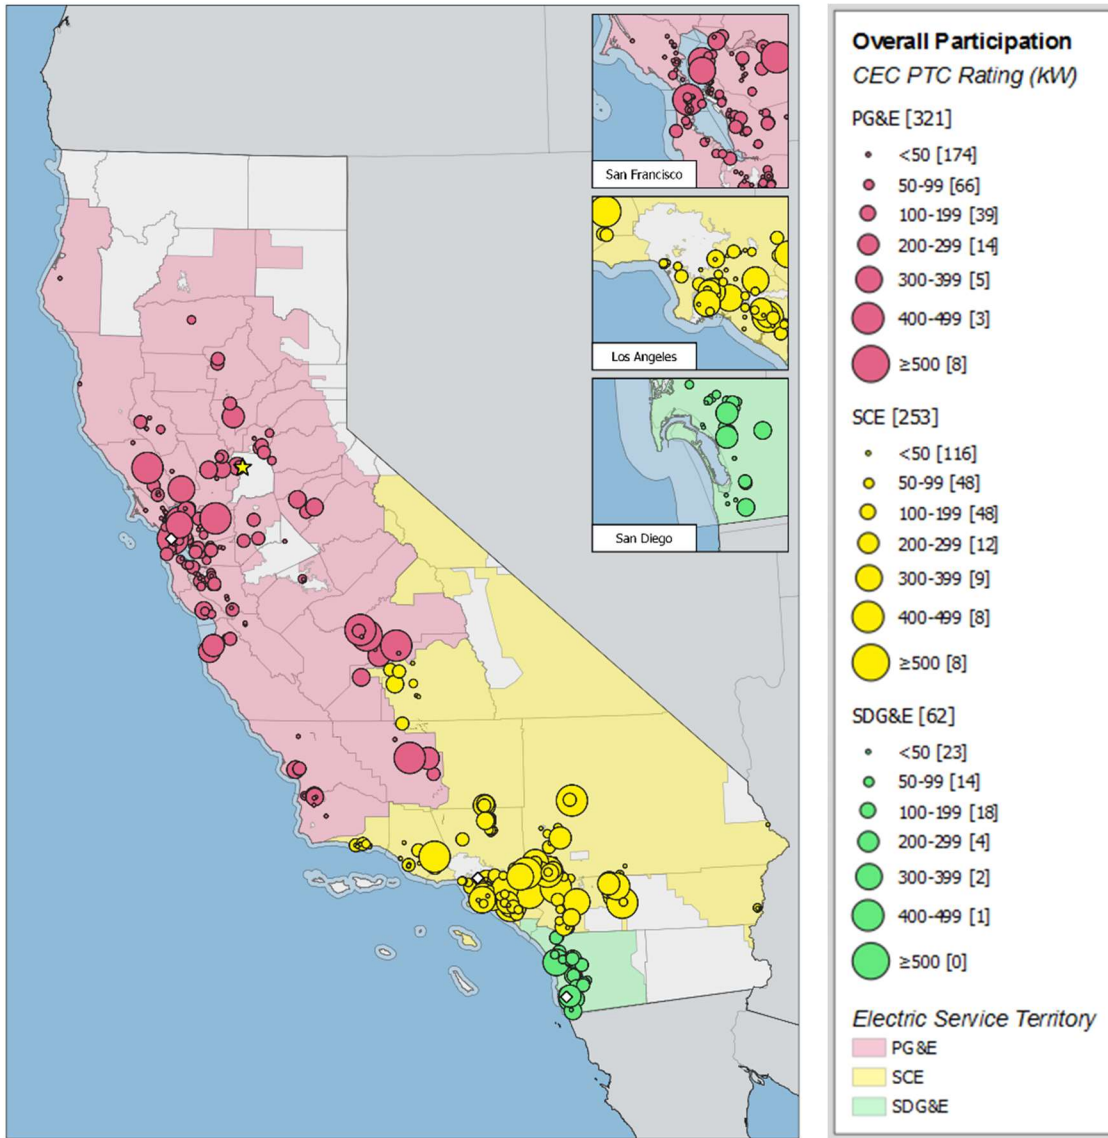 San Francisco
Los Angeles
San Diego
Overall Participation
CEC PTC Rating (KW)
PG&E [321]
<50 [174]
50-99 [66]
100-199 [39]
200-299 [14]
300-399 [5]
400-499 [3]
≥500 [8]
SCE [253]
<50 [116]
50-99 [48]
100-199 [48]
200-299 [12]
300-399 [9]
400-499 [8]
≥500 [8]
SDG&E [62]
<50 [23]
50-99 [14]
100-199 [18]
200-299 [4]
300-399 [2]
400-499 [1]
≥500 [0]
Electric Service Territory
PG&E
SCE
SDG&E